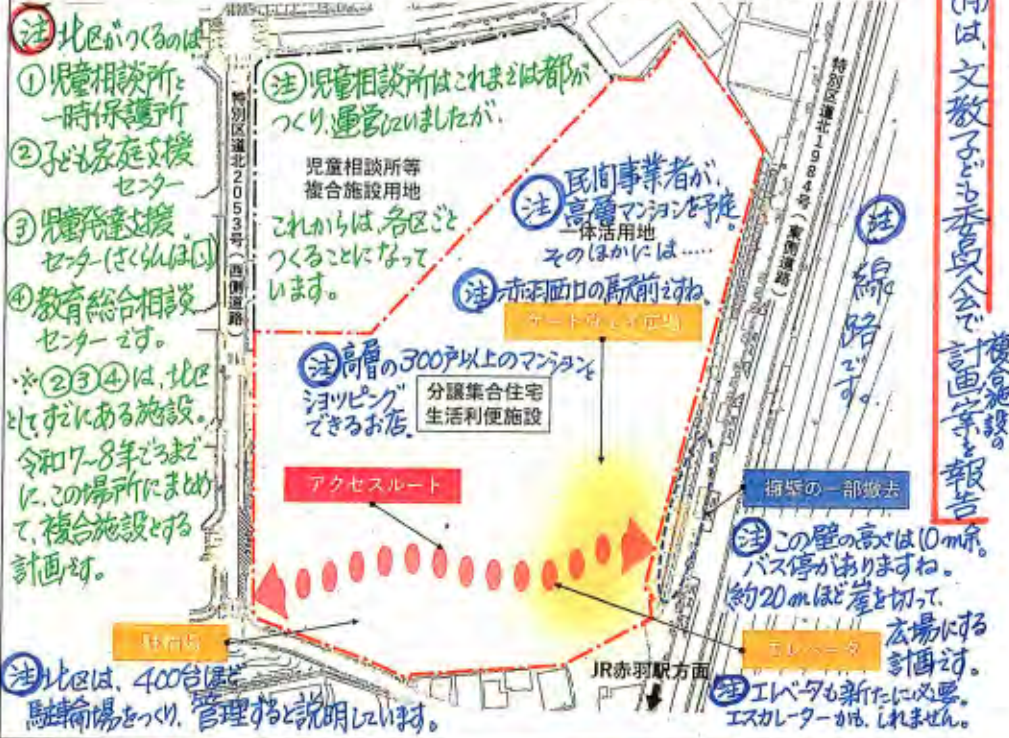 注 北区がつくるのは
① 児童相談所と
一時保護所
② 子ども家庭支援
センター
③ 児童発達支援
センター(さくらんぼ園)
④ 教育総合相談
センターです。
※②③④は、北区
としてすでにある施設。
令和7〜8年ごろまで
に、この場所にまとめ
て、複合施設とする
計画です。
特別区道北2053号(西側道路)
注 児童相談所はこれまでは都が
つくり、運営していましたが、
児童相談所等
複合施設用地
これからは、各区ごと
つくることになって
います。
注 民間事業者が、
高層マンションを予定。
一体活用地
そのほかには……
注 赤羽西口の駅前ですね。
ゲートウェイ広場
注 高層の300戸以上のマンションと
ショッピング
できるお店。
分譲集合住宅
生活利便施設
アクセスルート
特別区道北1984号(東側道路)
注 線路です。
は、文教子ども委員会で
複合施設の
計画案を報告
擁壁の一部撤去
注 この壁の高さは10m余。
バス停がありますね。
約20mほど崖を切って、
広場にする
計画です。
エレベータ
注 エレベータも新たに必要。
エスカレーターかも、しれません。
JR赤羽駅方面
駐輪場
注 北区は、400台ほど
駐輪場をつくり、管理すると説明しています。